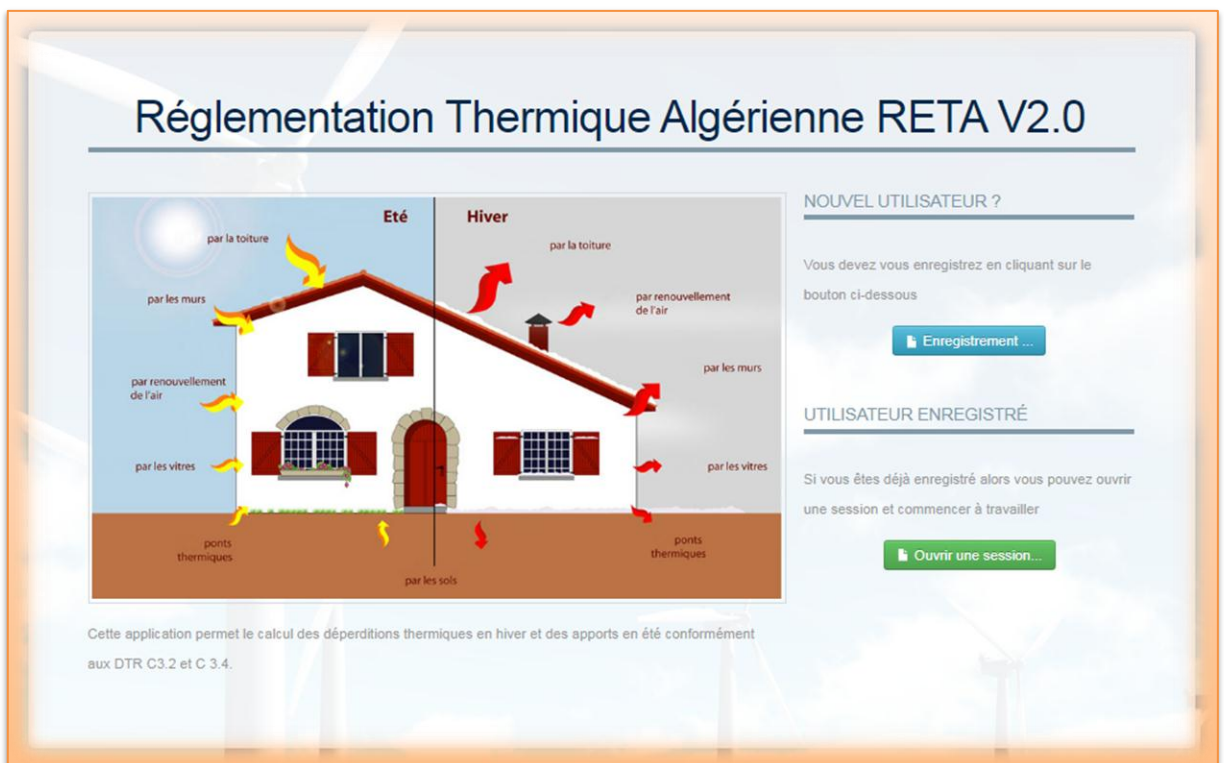 Réglementation Thermique Algérienne RETA V2.0
Eté
Hiver
par la toiture
par les murs
par renouvellement
de l'air
par les vitres
ponts
thermiques
par les sols
par la toiture
par renouvellement
de l'air
par les murs
par les vitres
ponts
thermiques
Cette application permet le calcul des déperditions thermiques en hiver et des apports en été conformément
aux DTR C3.2 et C 3.4.
NOUVEL UTILISATEUR ?
Vous devez vous enregistrez en cliquant sur le
bouton ci-dessous
Enregistrement ...
UTILISATEUR ENREGISTRÉ
Si vous êtes déjà enregistré alors vous pouvez ouvrir
une session et commencer à travailler
Ouvrir une session...